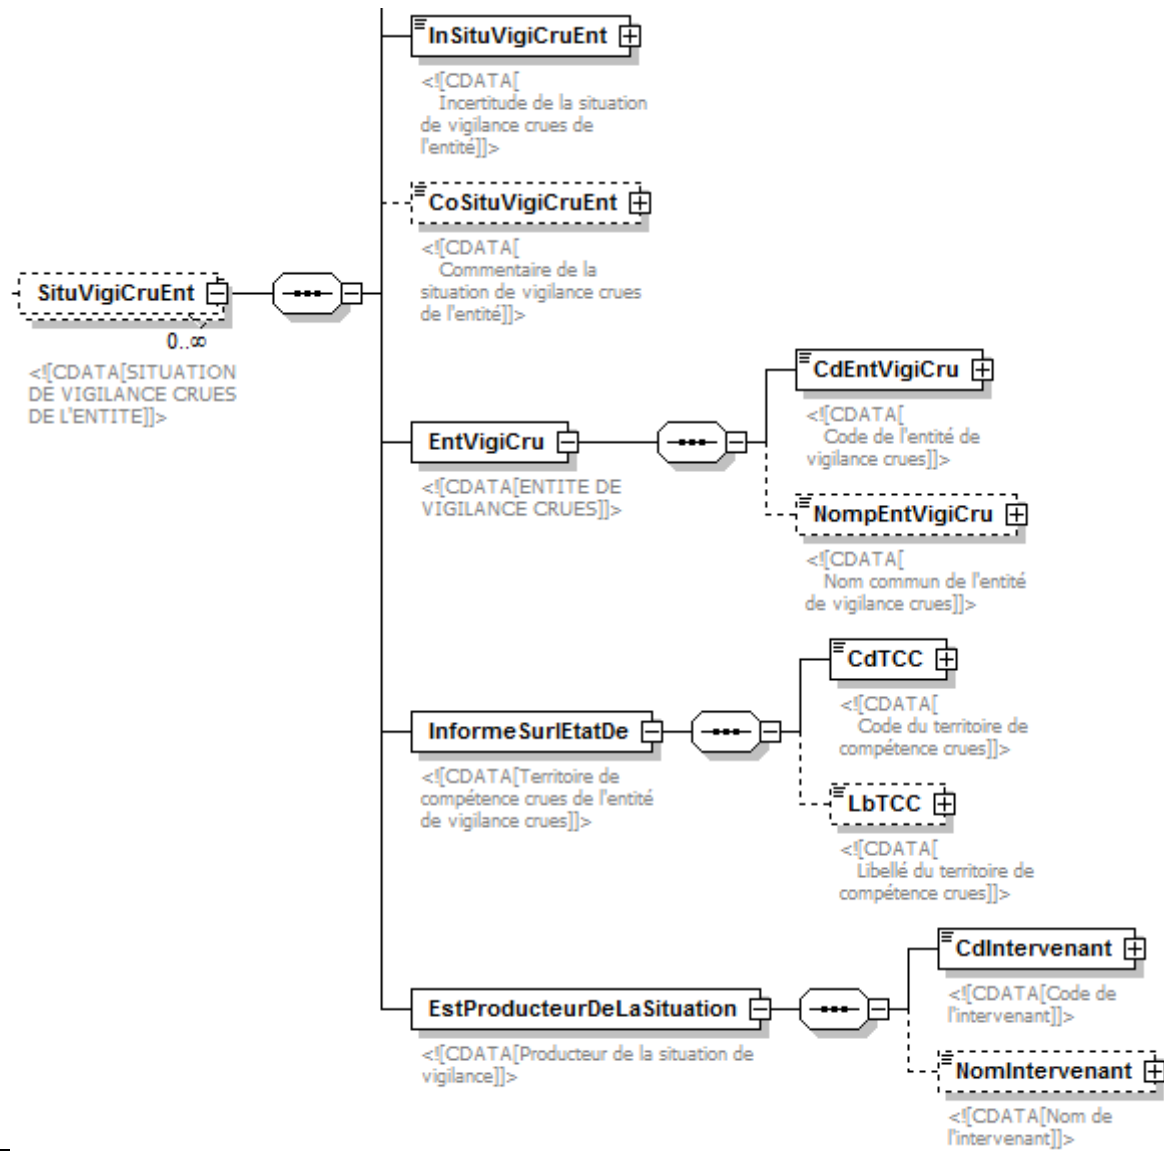 InSituVigiCruEnt
<![CDATA[
Incertitude de la situation
de vigilance crues de
l'entité]]>
CoSituVigiCruEnt
<![CDATA[
Commentaire de la
situation de vigilance crues
de l'entité]]>
SituVigiCruEnt
0..∞
<![CDATA[SITUATION
DE VIGILANCE CRUES
DE L'ENTITE]]>
EntVigiCru
<![CDATA[ENTITE DE
VIGILANCE CRUES]]>
CdEntVigiCru
<![CDATA[
Code de l'entité de
vigilance crues]]>
NompEntVigiCru
<![CDATA[
Nom commun de l'entité
de vigilance crues]]>
InformeSurlEtatDe
<![CDATA[Territoire de
compétence crues de l'entité
de vigilance crues]]>
CdTCC
<![CDATA[
Code du territoire de
compétence crues]]>
LbTCC
<![CDATA[
Libellé du territoire de
compétence crues]]>
EstProducteurDeLaSituation
<![CDATA[Producteur de la situation de
vigilance]]>
CdIntervenant
<![CDATA[Code de
l'intervenant]]>
NomIntervenant
<![CDATA[Nom de
l'intervenant]]>